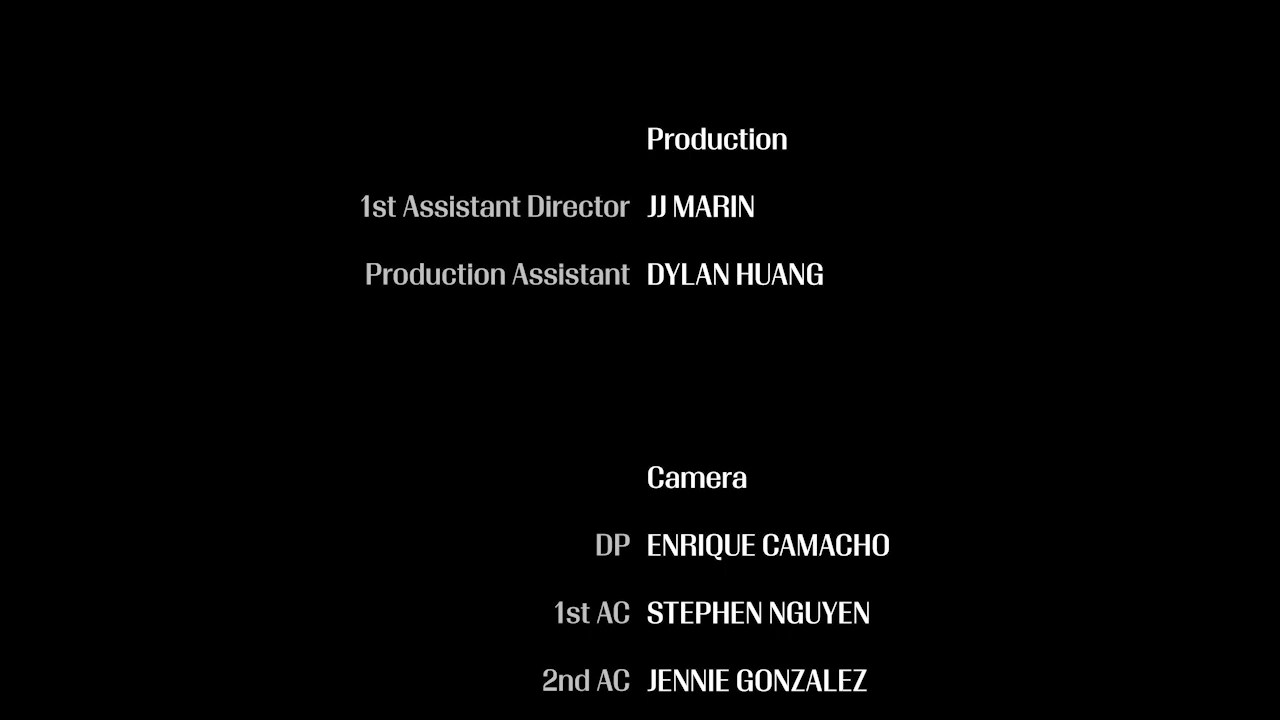 Production
1st Assistant Director JJ MARIN
Production Assistant DYLAN HUANG
Camera
DP ENRIQUE CAMACHO
1st AC STEPHEN NGUYEN
2nd AC JENNIE GONZALEZ